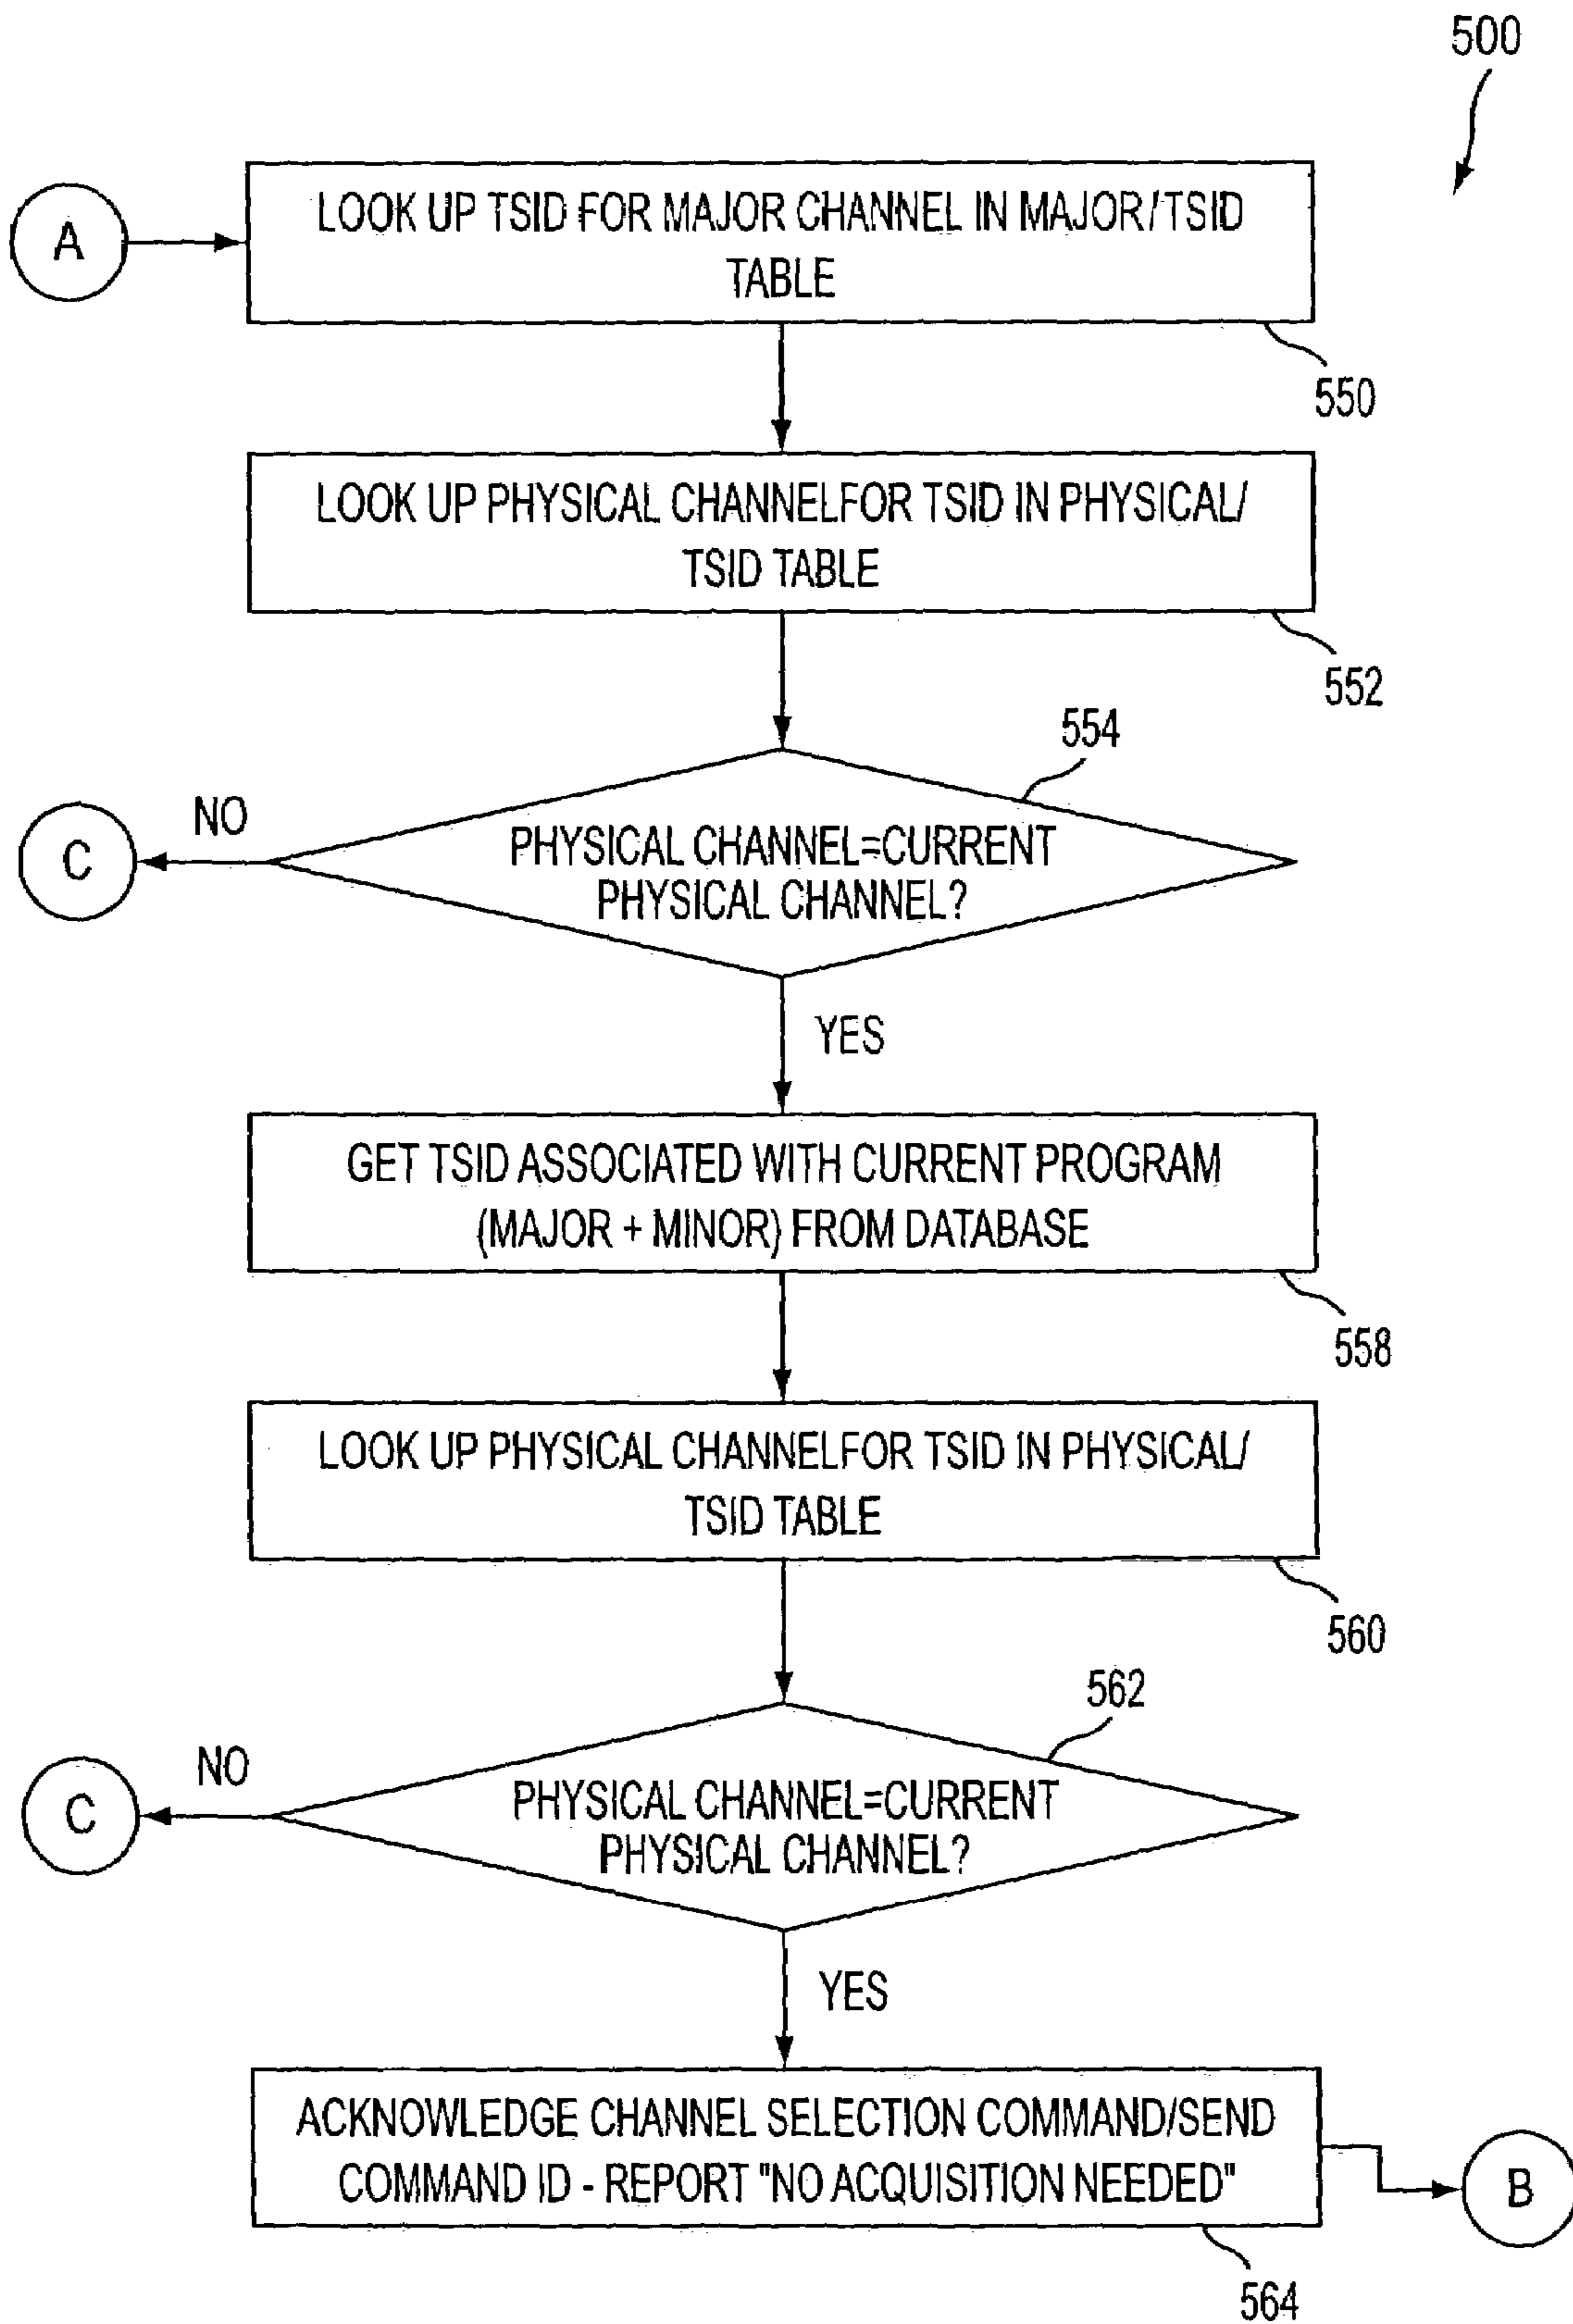 500
A
LOOK UP TSID FOR MAJOR CHANNEL IN MAJOR/TSID
TABLE
550
LOOK UP PHYSICAL CHANNELFOR TSID IN PHYSICAL/
TSID TABLE
552
554
C
NO
PHYSICAL CHANNEL=CURRENT
PHYSICAL CHANNEL?
YES
GET TSID ASSOCIATED WITH CURRENT PROGRAM
(MAJOR + MINOR) FROM DATABASE
558
LOOK UP PHYSICAL CHANNELFOR TSID IN PHYSICAL/
TSID TABLE
560
562
C
NO
PHYSICAL CHANNEL=CURRENT
PHYSICAL CHANNEL?
YES
ACKNOWLEDGE CHANNEL SELECTION COMMAND/SEND
COMMAND ID - REPORT "NO ACQUISITION NEEDED"
B
564